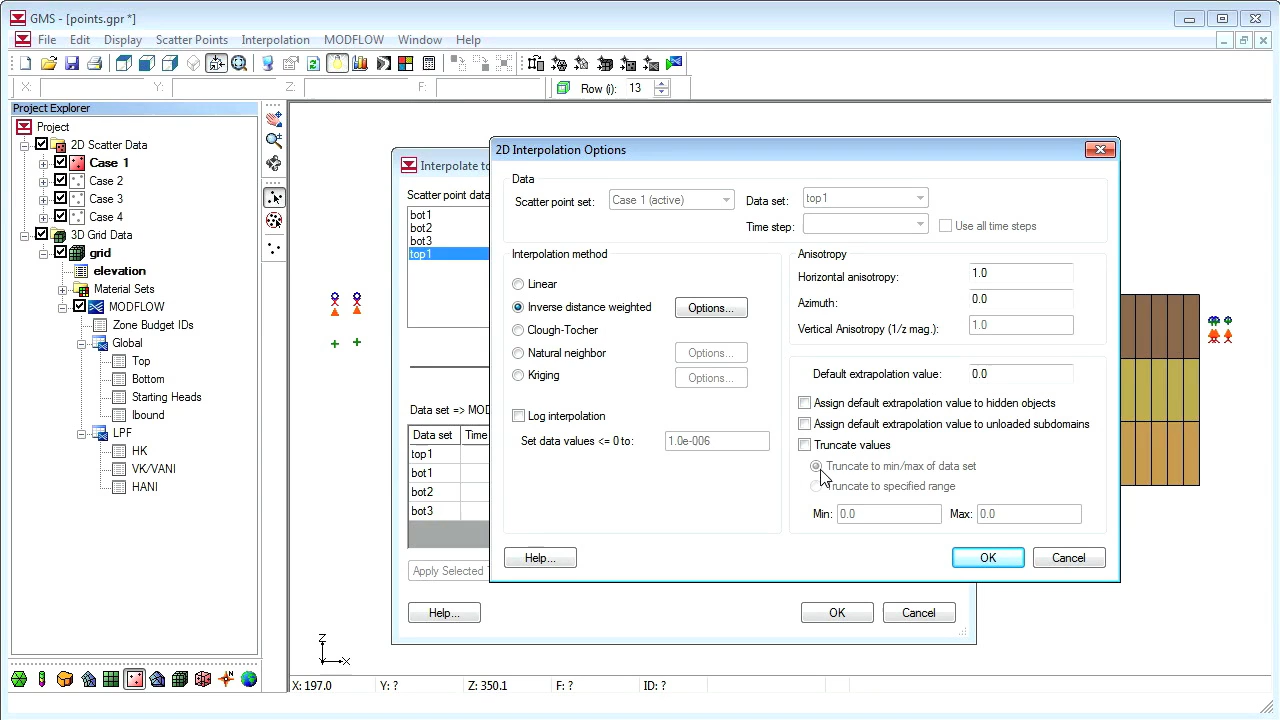 GMS - [points.gpr *]
File Edit Display Scatter Points Interpolation MODFLOW Window Help
X: Y: Z: F: Row (i): 13
Project Explorer
Project
2D Scatter Data
Case 1
Case 2
Case 3
Case 4
3D Grid Data
grid
elevation
Material Sets
MODFLOW
Zone Budget IDs
Global
Top
Bottom
Starting Heads
Ibound
LPF
HK
VK/VANI
HANI
Interpolate to
Scatter point data
bot1
bot2
bot3
top1
Data set => MOD
Data set Time
top1
bot1
bot2
bot3
Apply Selected
Help... OK Cancel
2D Interpolation Options
Data
Scatter point set: Case 1 (active) Data set: top1
Time step: Use all time steps
Interpolation method
Linear
Inverse distance weighted Options...
Clough-Tocher
Natural neighbor Options...
Kriging Options...
Log interpolation
Set data values <= 0 to: 1.0e-006
Anisotropy
Horizontal anisotropy: 1.0
Azimuth: 0.0
Vertical Anisotropy (1/z mag.): 1.0
Default extrapolation value: 0.0
Assign default extrapolation value to hidden objects
Assign default extrapolation value to unloaded subdomains
Truncate values
Truncate to min/max of data set
Truncate to specified range
Min: 0.0 Max: 0.0
Help... OK Cancel
Z
X
X: 197.0 Y: ? Z: 350.1 F: ? ID: ?